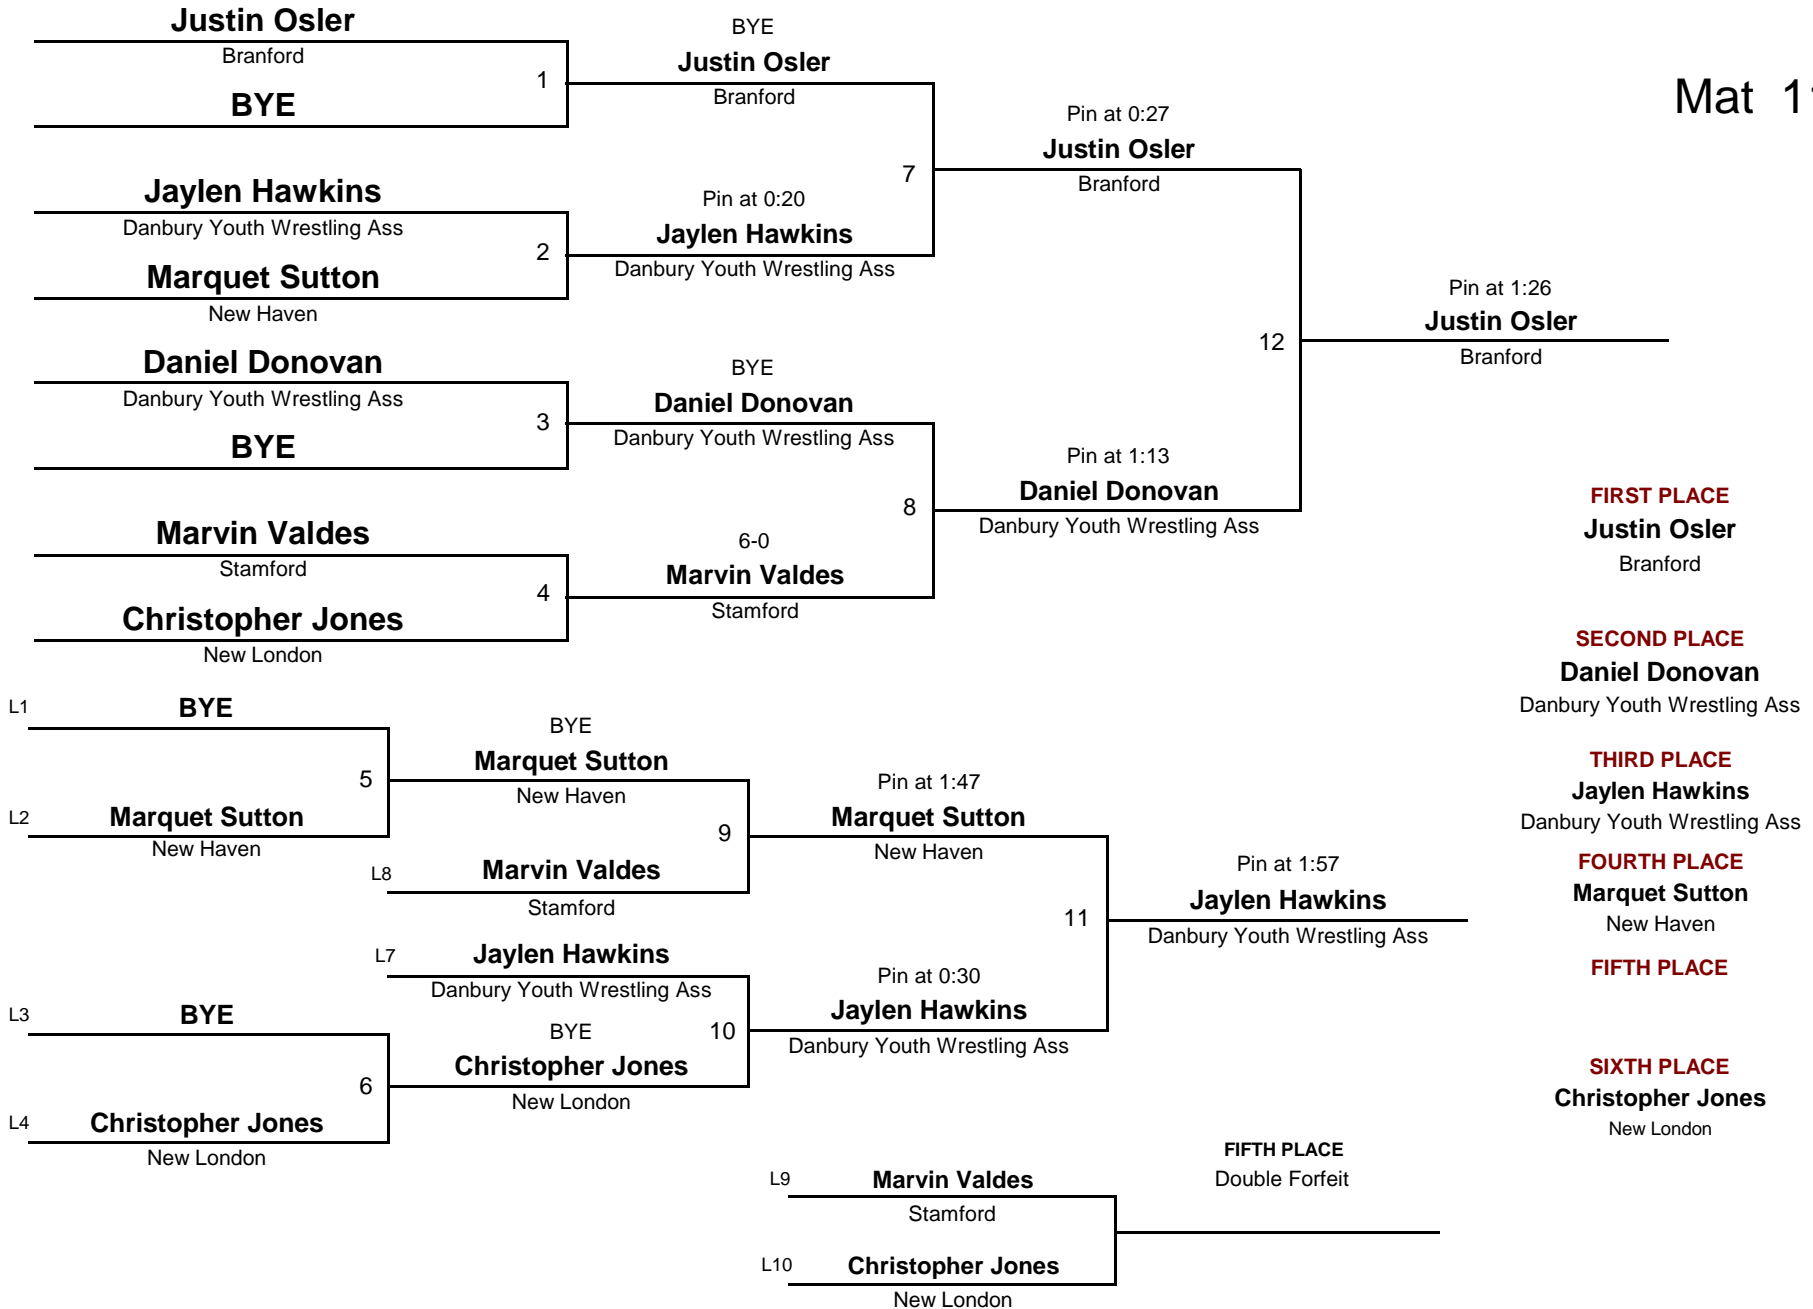 Justin Osler
Branford
1
BYE
BYE
Justin Osler
Branford
Mat 11
Jaylen Hawkins
Danbury Youth Wrestling Ass
2
Marquet Sutton
New Haven
Pin at 0:20
Jaylen Hawkins
Danbury Youth Wrestling Ass
7
Pin at 0:27
Justin Osler
Branford
Daniel Donovan
Danbury Youth Wrestling Ass
3
BYE
BYE
Daniel Donovan
Danbury Youth Wrestling Ass
Marvin Valdes
Stamford
4
Christopher Jones
New London
6-0
Marvin Valdes
Stamford
8
Pin at 1:13
Daniel Donovan
Danbury Youth Wrestling Ass
12
Pin at 1:26
Justin Osler
Branford
FIRST PLACE
Justin Osler
Branford
SECOND PLACE
Daniel Donovan
Danbury Youth Wrestling Ass
THIRD PLACE
Jaylen Hawkins
Danbury Youth Wrestling Ass
FOURTH PLACE
Marquet Sutton
New Haven
FIFTH PLACE
SIXTH PLACE
Christopher Jones
New London
L1
BYE
5
L2
Marquet Sutton
New Haven
BYE
Marquet Sutton
New Haven
9
L8
Marvin Valdes
Stamford
Pin at 1:47
Marquet Sutton
New Haven
L7
Jaylen Hawkins
Danbury Youth Wrestling Ass
L3
BYE
6
L4
Christopher Jones
New London
BYE
10
Christopher Jones
New London
Pin at 0:30
Jaylen Hawkins
Danbury Youth Wrestling Ass
11
Pin at 1:57
Jaylen Hawkins
Danbury Youth Wrestling Ass
L9
Marvin Valdes
Stamford
L10
Christopher Jones
New London
FIFTH PLACE
Double Forfeit